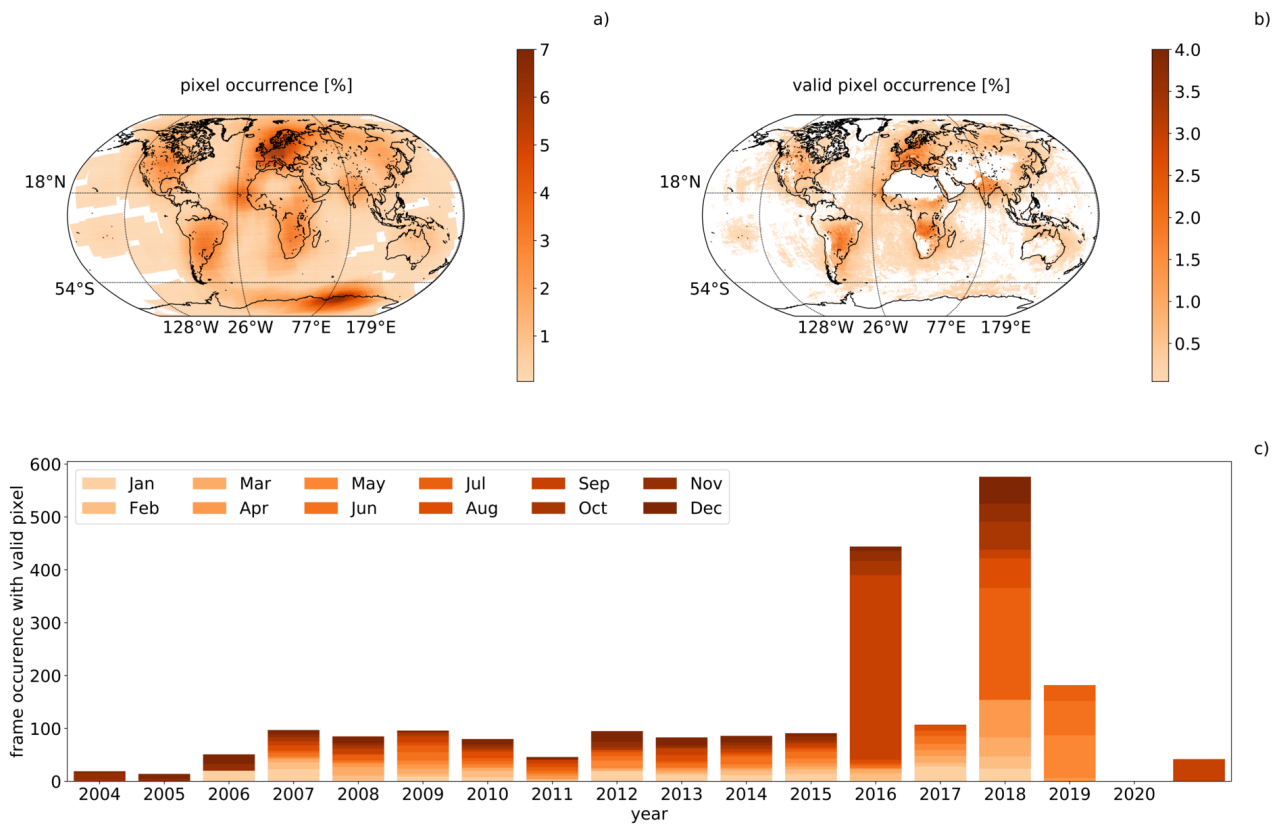 a)
b)
pixel occurrence [%]
valid pixel occurrence [%]
7
6
5
4
3
2
1
18°N
54°S
128°W 26°W 77°E 179°E
4.0
3.5
3.0
2.5
2.0
1.5
1.0
0.5
18°N
54°S
128°W 26°W 77°E 179°E
c)
frame occurence with valid pixel
600
500
400
300
200
100
0
Jan Mar May Jul Sep Nov
Feb Apr Jun Aug Oct Dec
2004 2005 2006 2007 2008 2009 2010 2011 2012 2013 2014 2015 2016 2017 2018 2019 2020
year